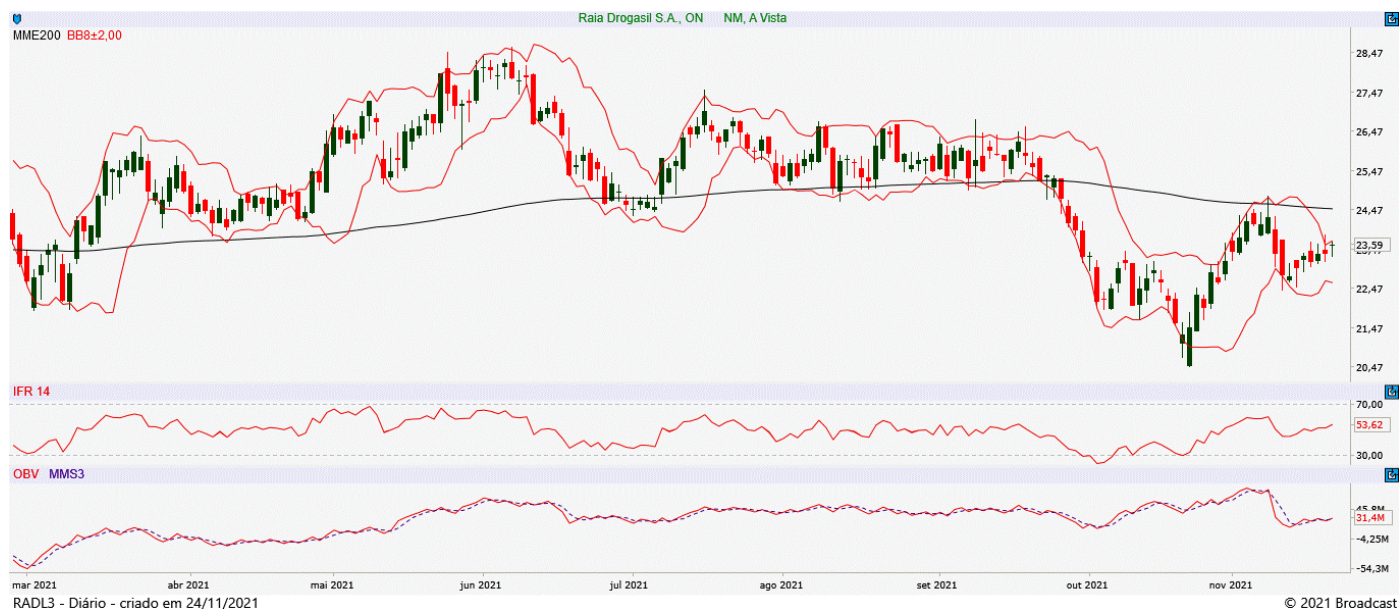 Raia Drogasil S.A., ON NM, A Vista
MME200 BB8±2,00
28,47
27,47
26,47
25,47
24,47
23,59
22,47
21,47
20,47
IFR 14
70,00
53,62
30,00
OBV MMS3
31,4M
-4,25M
-54,3M
mar 2021 abr 2021 mai 2021 jun 2021 jul 2021 ago 2021 set 2021 out 2021 nov 2021
RADL3 - Diário - criado em 24/11/2021 © 2021 Broadcast